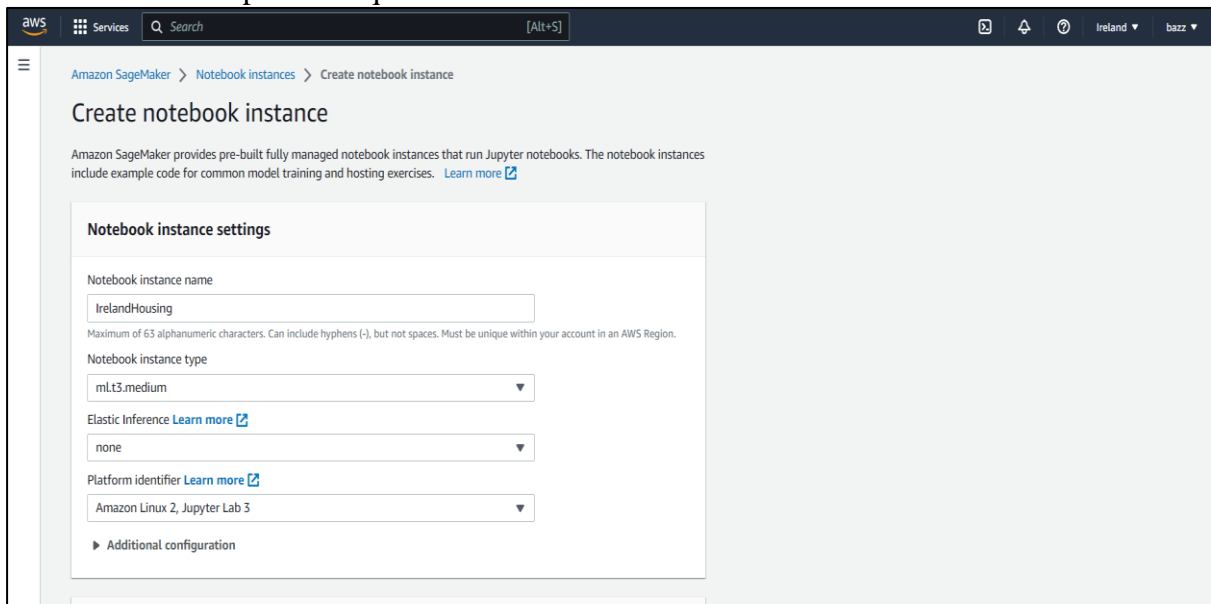 aws Services Search [Alt+S] Ireland bazz
Amazon SageMaker > Notebook instances > Create notebook instance
Create notebook instance
Amazon SageMaker provides pre-built fully managed notebook instances that run Jupyter notebooks. The notebook instances
include example code for common model training and hosting exercises. Learn more
Notebook instance settings
Notebook instance name
IrelandHousing
Maximum of 63 alphanumeric characters. Can include hyphens (-), but not spaces. Must be unique within your account in an AWS Region.
Notebook instance type
ml.t3.medium
Elastic Inference Learn more
none
Platform identifier Learn more
Amazon Linux 2, Jupyter Lab 3
Additional configuration